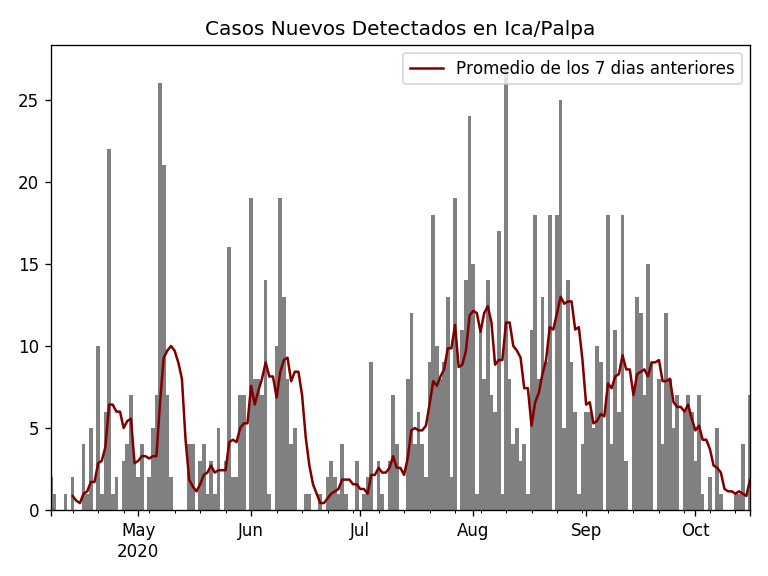 Casos Nuevos Detectados en Ica/Palpa
Promedio de los 7 dias anteriores
25
20
15
10
5
0
May
2020
Jun
Jul
Aug
Sep
Oct